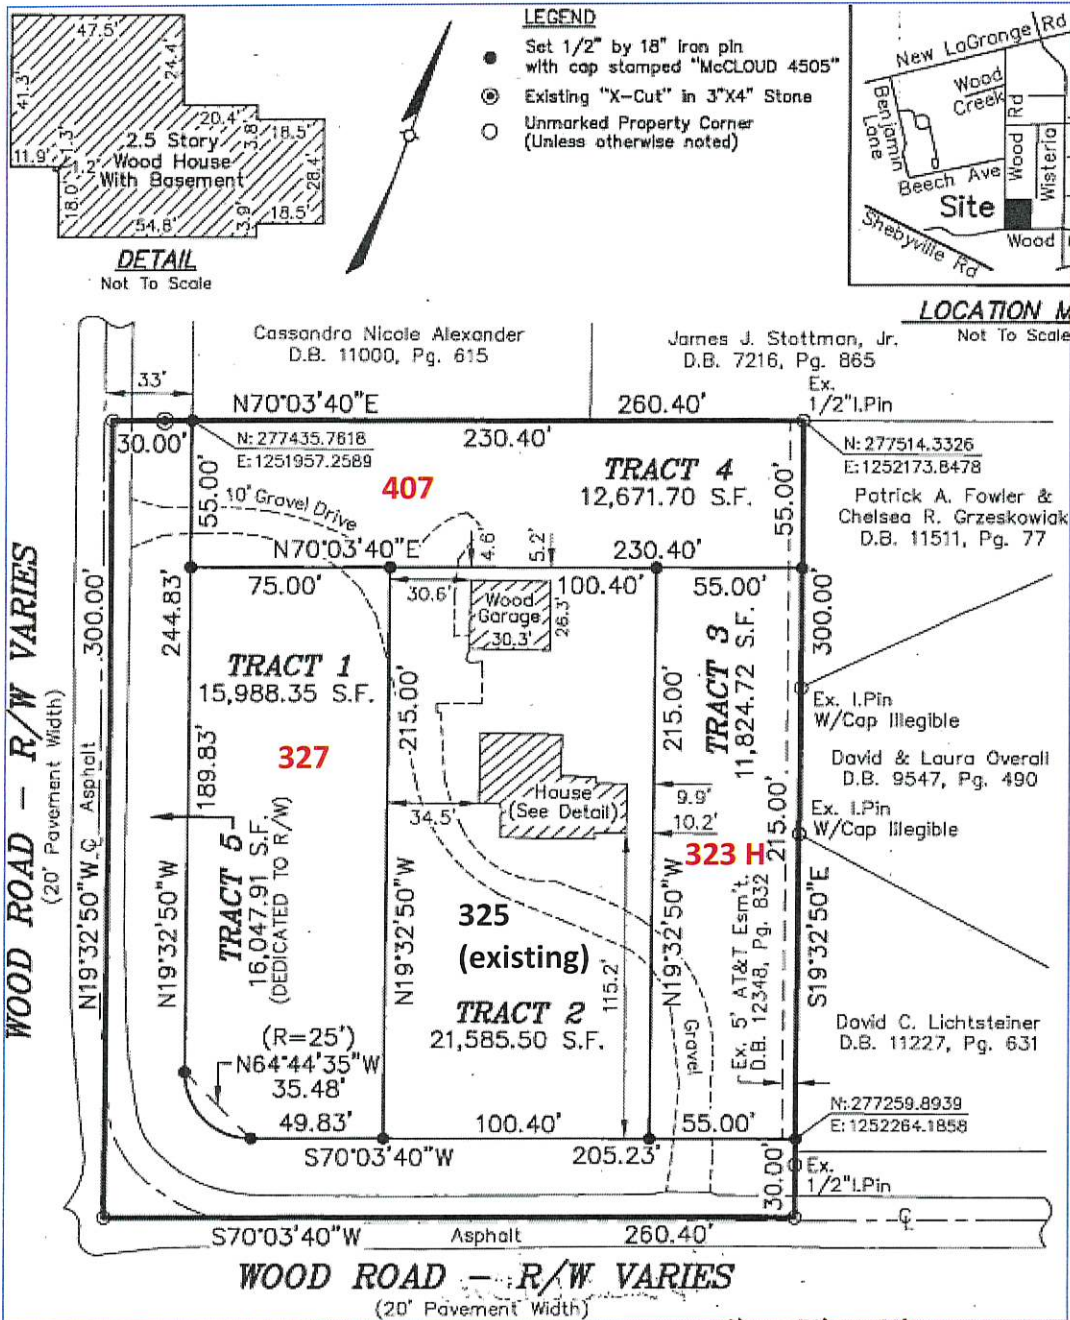 47.5'
24.4'
41.3'
20.4'
3.8'
18.5'
2.5 Story
Wood House
With Basement
11.9'
1.3'
1.2'
18.0'
54.8'
3.9'
18.5'
28.4'
DETAIL
Not To Scale
LEGEND
Set 1/2" by 18" iron pin
with cap stamped "McCLOUD 4505"
Existing "X-Cut" in 3"X4" Stone
Unmarked Property Corner
(Unless otherwise noted)
New LaGrange Rd
Wood
Creek
Benjamin
Lane
Wood Rd
Wisteria
Beech Ave
Site
Shebyville Rd
Wood
LOCATION M
Not To Scale
Cassandra Nicole Alexander
D.B. 11000, Pg. 615
James J. Stottman, Jr.
D.B. 7216, Pg. 865
33'
N70°03'40"E
260.40'
Ex.
1/2"I.Pin
30.00'
N: 277435.7618
E: 1251957.2589
230.40'
N: 277514.3326
E: 1252173.8478
TRACT 4
12,671.70 S.F.
407
55.00'
10' Gravel Drive
55.00'
Patrick A. Fowler &
Chelsea R. Grzeskowiak
D.B. 11511, Pg. 77
N70°03'40"E
4.6'
5.2'
230.40'
75.00'
30.6'
100.40'
55.00'
Wood
Garage
30.3'
26.3'
244.83'
300.00'
300.00'
TRACT 1
15,988.35 S.F.
327
189.83'
215.00'
215.00'
TRACT 3
11,824.72 S.F.
Ex. I.Pin
W/Cap Illegible
David & Laura Overall
D.B. 9547, Pg. 490
Ex. I.Pin
W/Cap Illegible
House
(See Detail)
34.5'
9.9'
10.2'
215.00'
323 H
WOOD ROAD – R/W VARIES
(20' Pavement Width)
Asphalt
N19°32'50"W
N19°32'50"W
TRACT 5
16,047.91 S.F.
(DEDICATED TO R/W)
N19°32'50"W
325
(existing)
115.2'
N19°32'50"W
Ex. 5' AT&T Esm't.
D.B. 12348, Pg. 832
S19°32'50"E
TRACT 2
21,585.50 S.F.
Gravel
David C. Lichtsteiner
D.B. 11227, Pg. 631
(R=25')
N64°44'35"W
35.48'
49.83'
100.40'
55.00'
N: 277259.8939
E: 1252264.1858
S70°03'40"W
205.23'
30.00'
Ex.
1/2"I.Pin
S70°03'40"W
Asphalt
260.40'
WOOD ROAD – R/W VARIES
(20' Pavement Width)